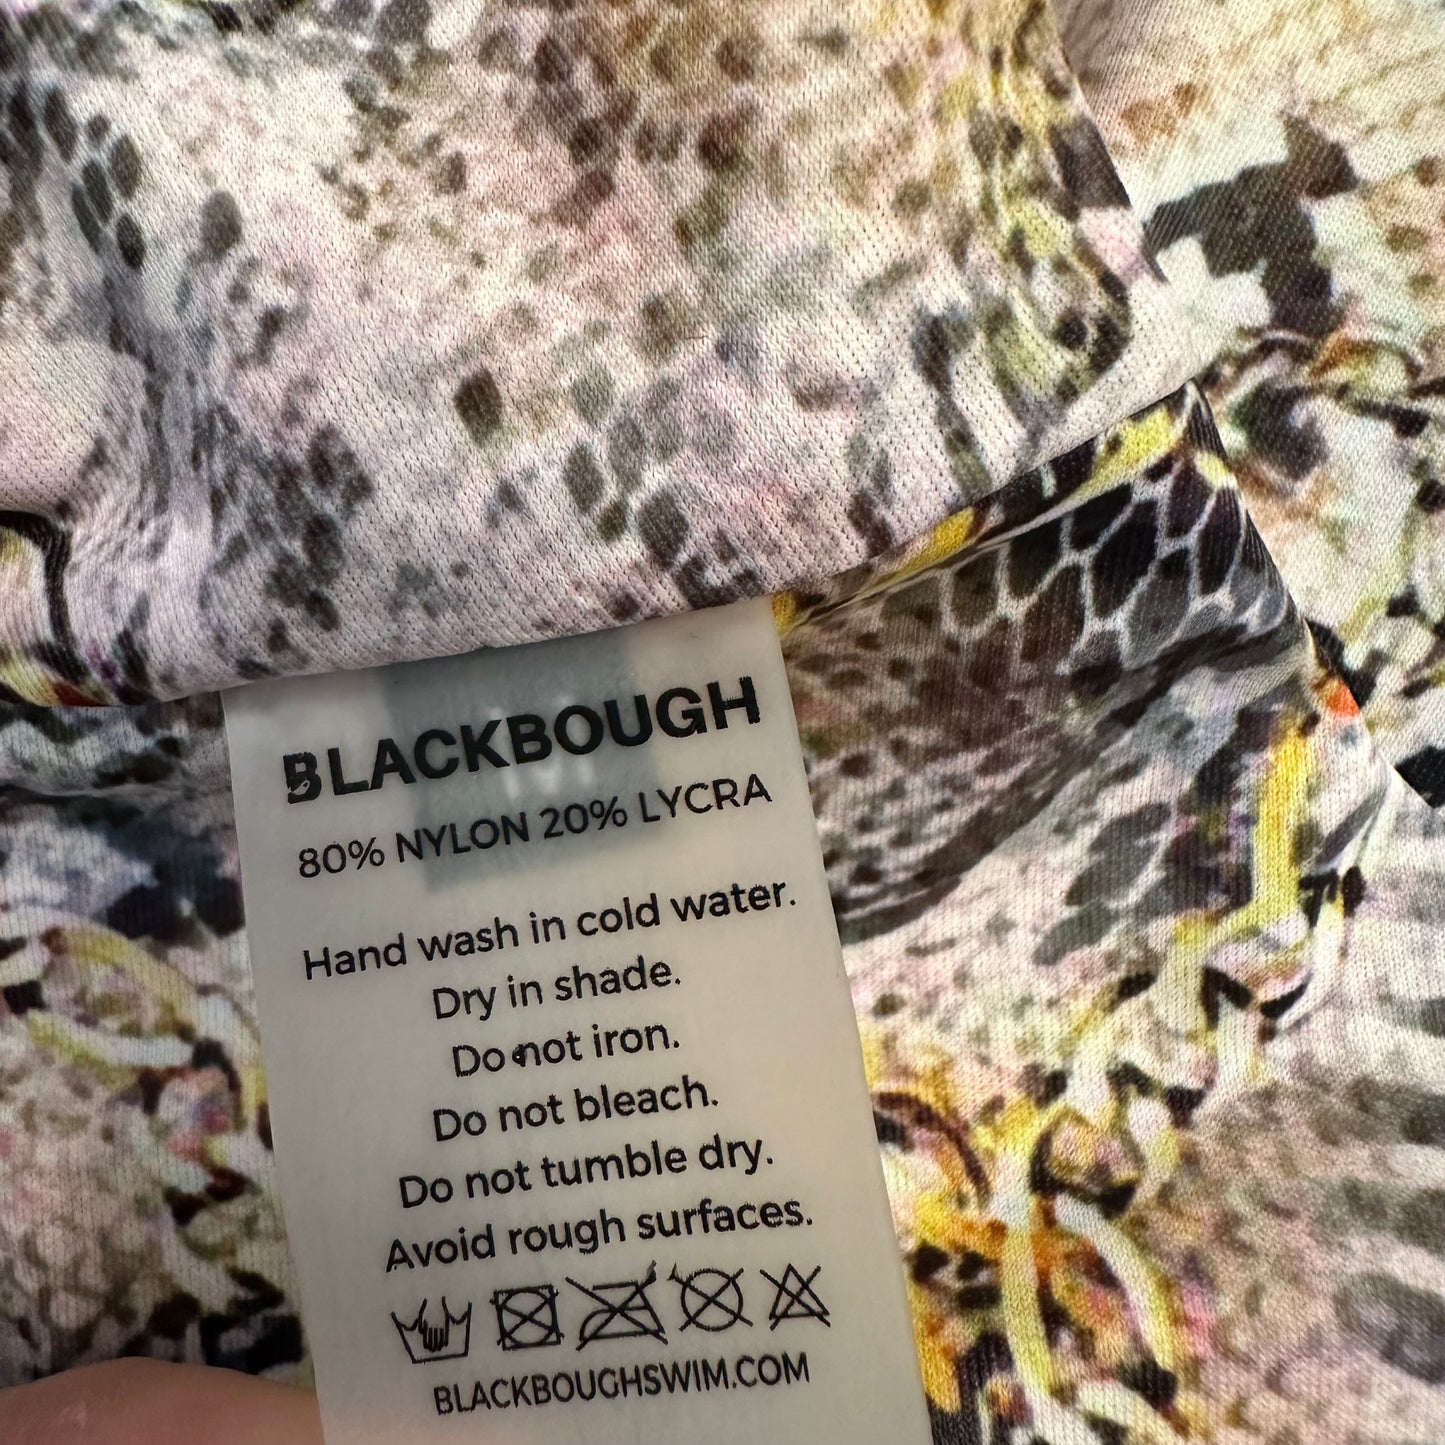 BLACKBOUGH
80% NYLON 20% LYCRA
Hand wash in cold water.
Dry in shade.
Do not iron.
Do not bleach.
Do not tumble dry.
Avoid rough surfaces.
BLACKBOUGHSWIM.COM